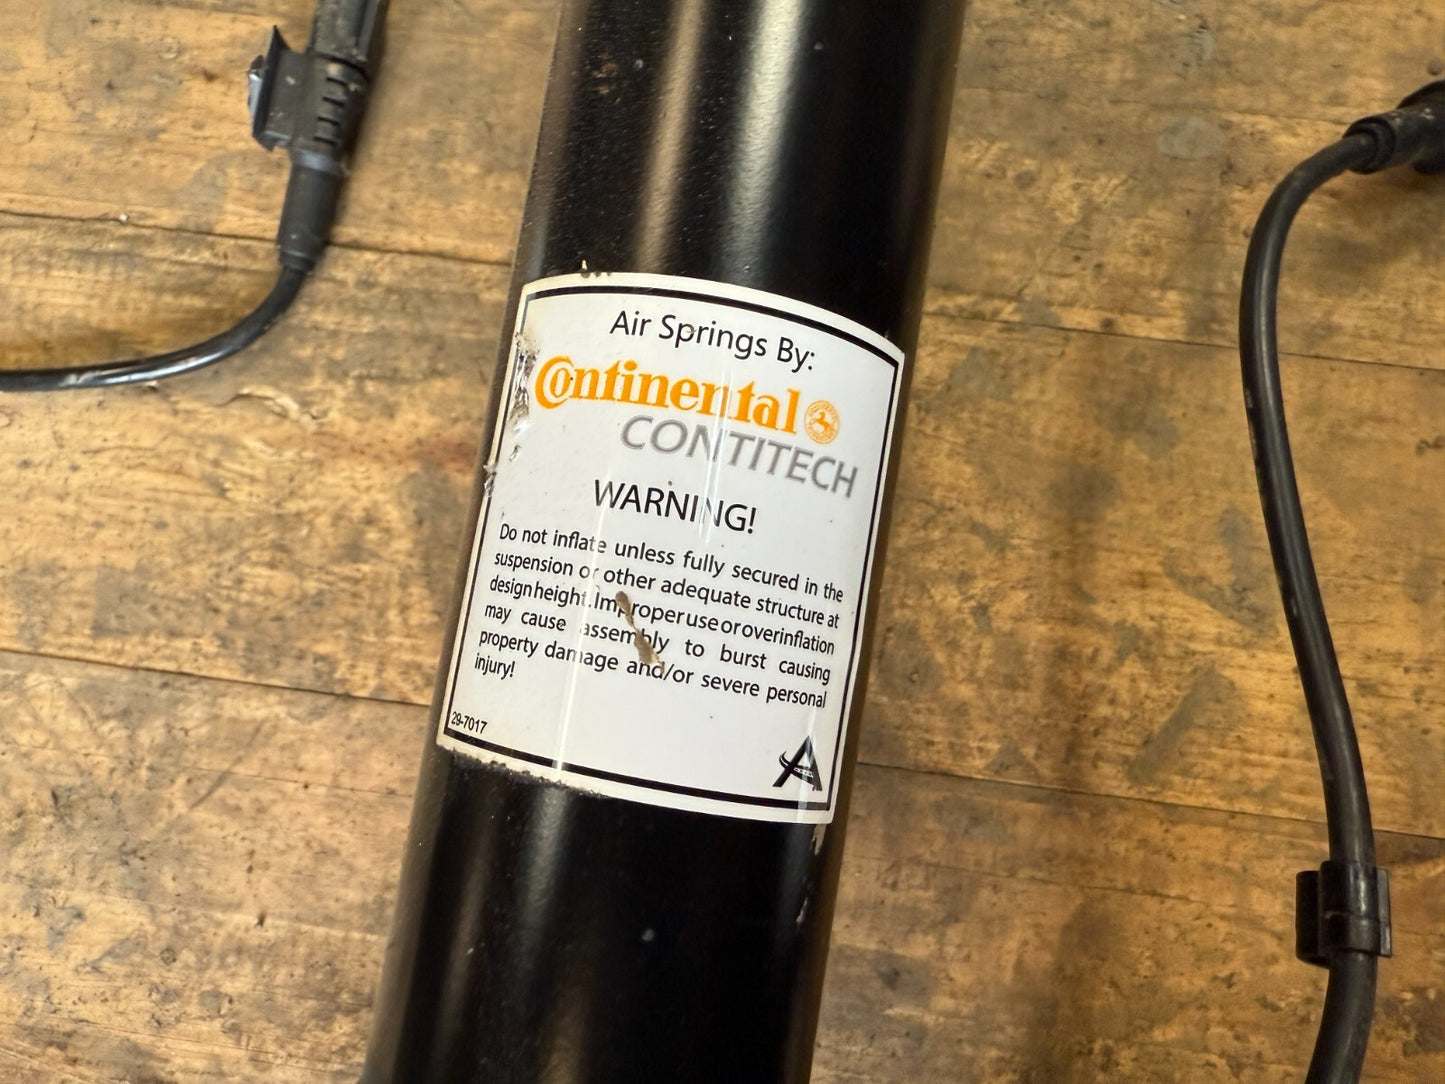 Air Springs By:
Continental
CONTITECH
WARNING!
Do not inflate unless fully secured in the
suspension or other adequate structure at
design height. Improper use or overinflation
may cause assembly to burst causing
property damage and/or severe personal
injury!
29-7017